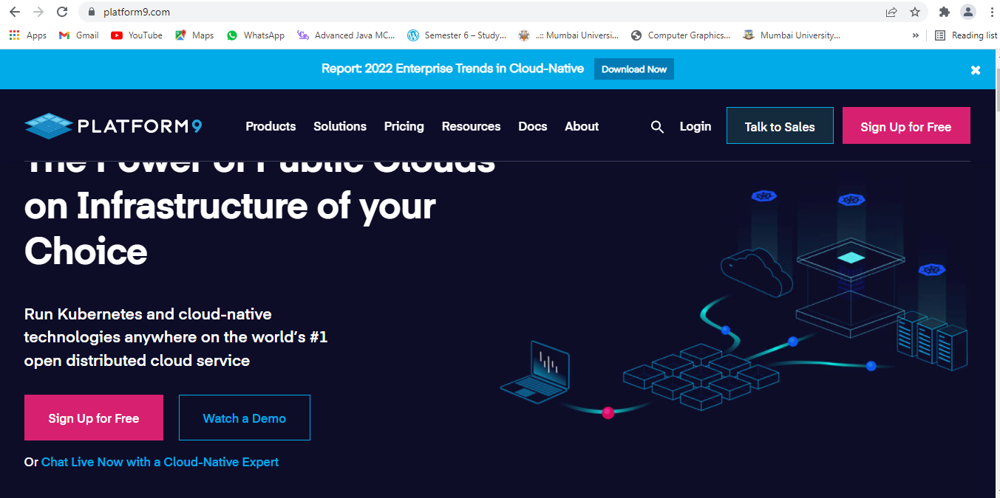 platform9.com
Apps Gmail YouTube Maps WhatsApp Advanced Java MC... Semester 6 – Study... ..:: Mumbai Universi... Computer Graphics... Mumbai University... » Reading list
Report: 2022 Enterprise Trends in Cloud-Native Download Now
PLATFORM9 Products Solutions Pricing Resources Docs About Login Talk to Sales Sign Up for Free
The Power of Public Clouds
on Infrastructure of your
Choice
Run Kubernetes and cloud-native
technologies anywhere on the world’s #1
open distributed cloud service
Sign Up for Free Watch a Demo
Or Chat Live Now with a Cloud-Native Expert